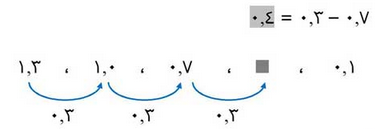 ٠,٧ − ٠,٣ = ٠,٤
٠,١ ، ■ ، ٠,٧ ، ١,٠ ، ١,٣
٠,٣ ٠,٣ ٠,٣